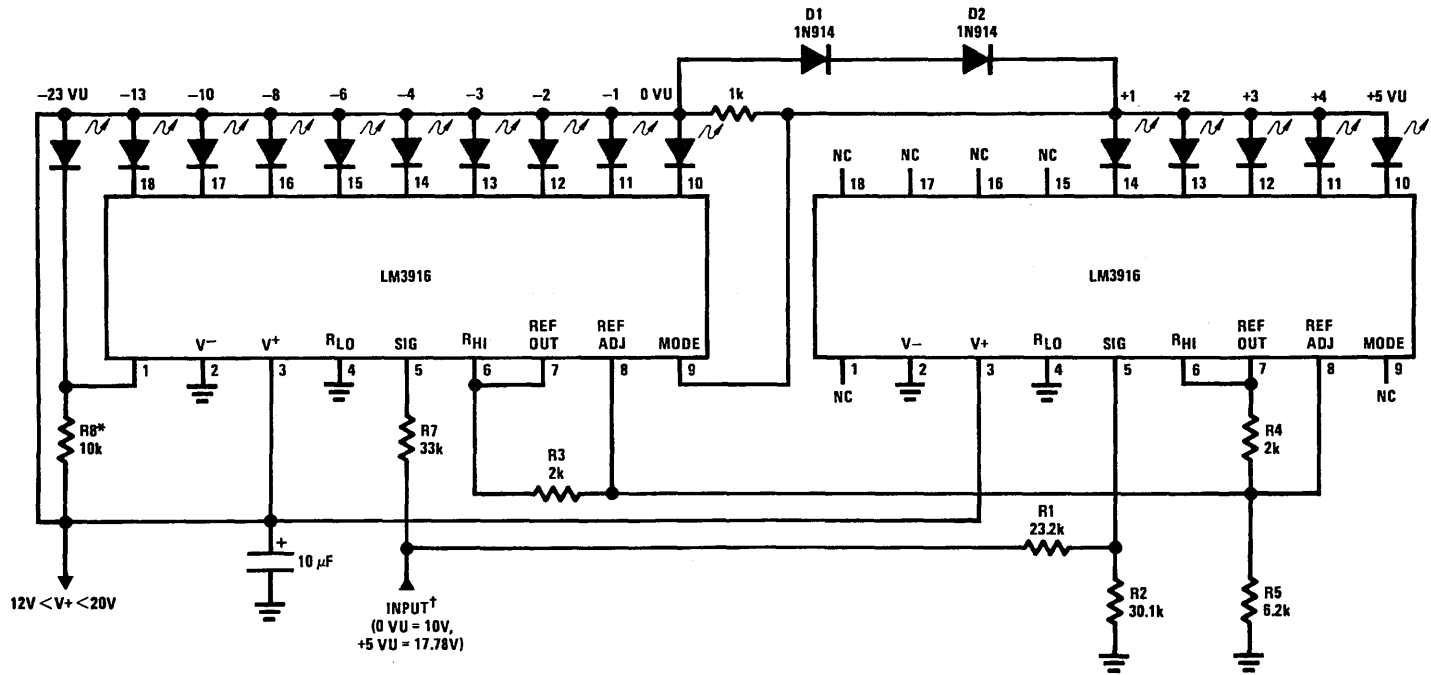 D1
1N914
D2
1N914
−23 VU
−13
−10
−8
−6
−4
−3
−2
−1
0 VU
1k
+1
+2
+3
+4
+5 VU
NC
NC
NC
NC
18
17
16
15
14
13
12
11
10
18
17
16
15
14
13
12
11
10
LM3916
LM3916
V−
V+
RLO
SIG
RHI
REF
OUT
REF
ADJ
MODE
V−
V+
RLO
SIG
RHI
REF
OUT
REF
ADJ
MODE
1
2
3
4
5
6
7
8
9
1
2
3
4
5
6
7
8
9
NC
NC
R8*
10k
R7
33k
R3
2k
R4
2k
R1
23.2k
+
10 μF
R2
30.1k
R5
6.2k
12V <V+ <20V
INPUT†
(0 VU = 10V,
+5 VU = 17.78V)